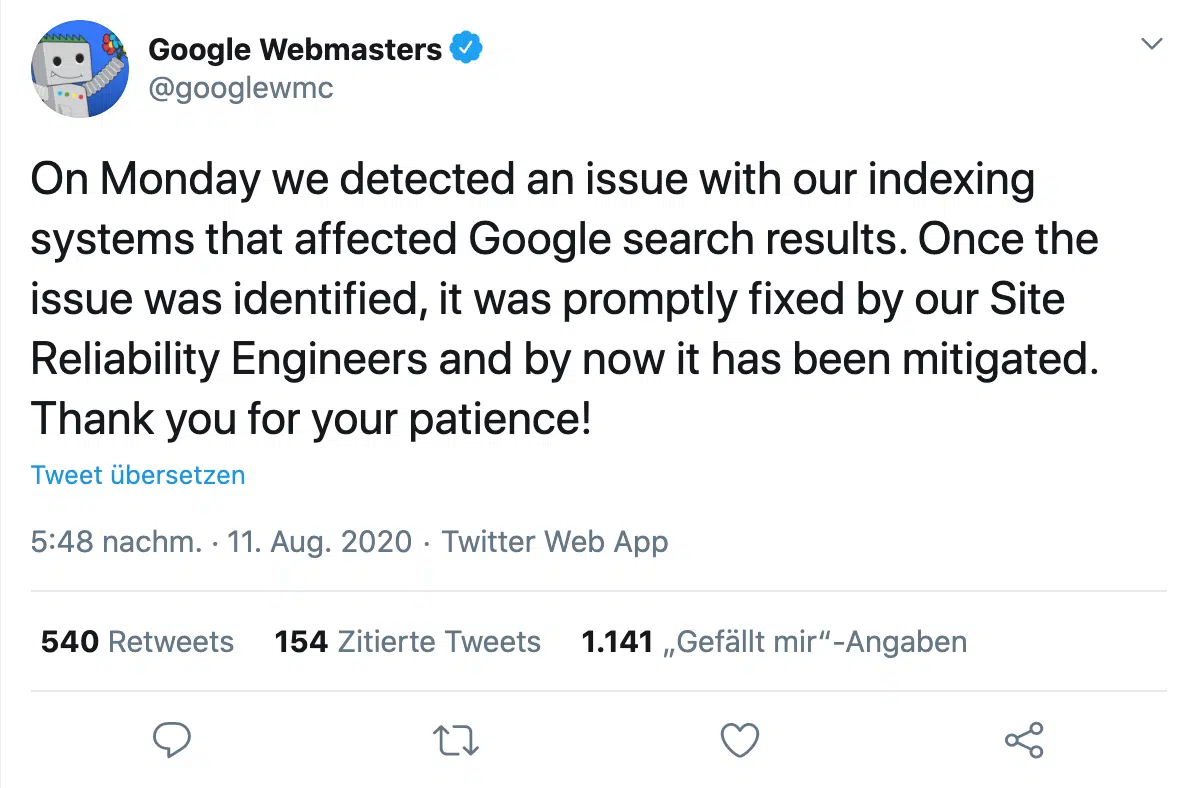 Google Webmasters
@googlewmc
On Monday we detected an issue with our indexing
systems that affected Google search results. Once the
issue was identified, it was promptly fixed by our Site
Reliability Engineers and by now it has been mitigated.
Thank you for your patience!
Tweet übersetzen
5:48 nachm. · 11. Aug. 2020 · Twitter Web App
540 Retweets 154 Zitierte Tweets 1.141 „Gefällt mir“-Angaben